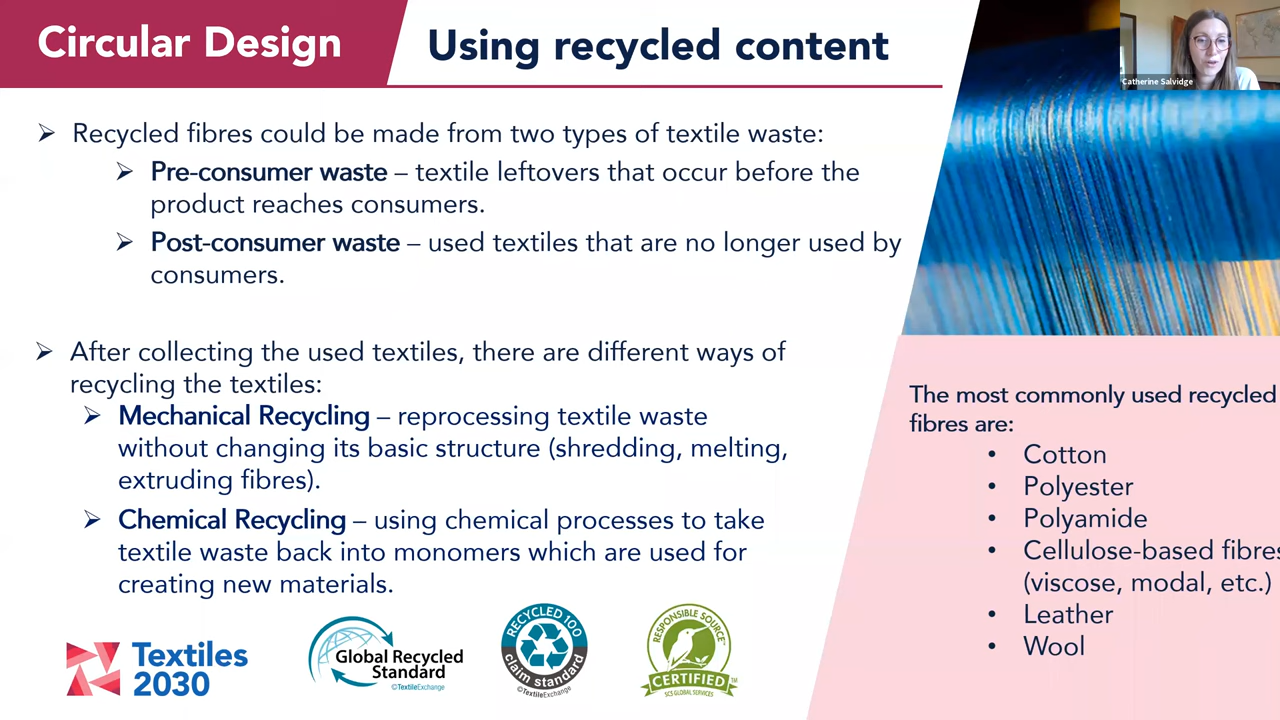 Circular Design
Using recycled content
Catherine Salvidge
➢ Recycled fibres could be made from two types of textile waste:
➢ Pre-consumer waste – textile leftovers that occur before the
product reaches consumers.
➢ Post-consumer waste – used textiles that are no longer used by
consumers.
➢ After collecting the used textiles, there are different ways of
recycling the textiles:
➢ Mechanical Recycling – reprocessing textile waste
without changing its basic structure (shredding, melting,
extruding fibres).
➢ Chemical Recycling – using chemical processes to take
textile waste back into monomers which are used for
creating new materials.
The most commonly used recycled
fibres are:
• Cotton
• Polyester
• Polyamide
• Cellulose-based fibres
(viscose, modal, etc.)
• Leather
• Wool
Textiles
2030
Global Recycled
Standard
©TextileExchange
RECYCLED 100
claim standard
©TextileExchange
RESPONSIBLE SOURCE™
CERTIFIED™
SCS GLOBAL SERVICES